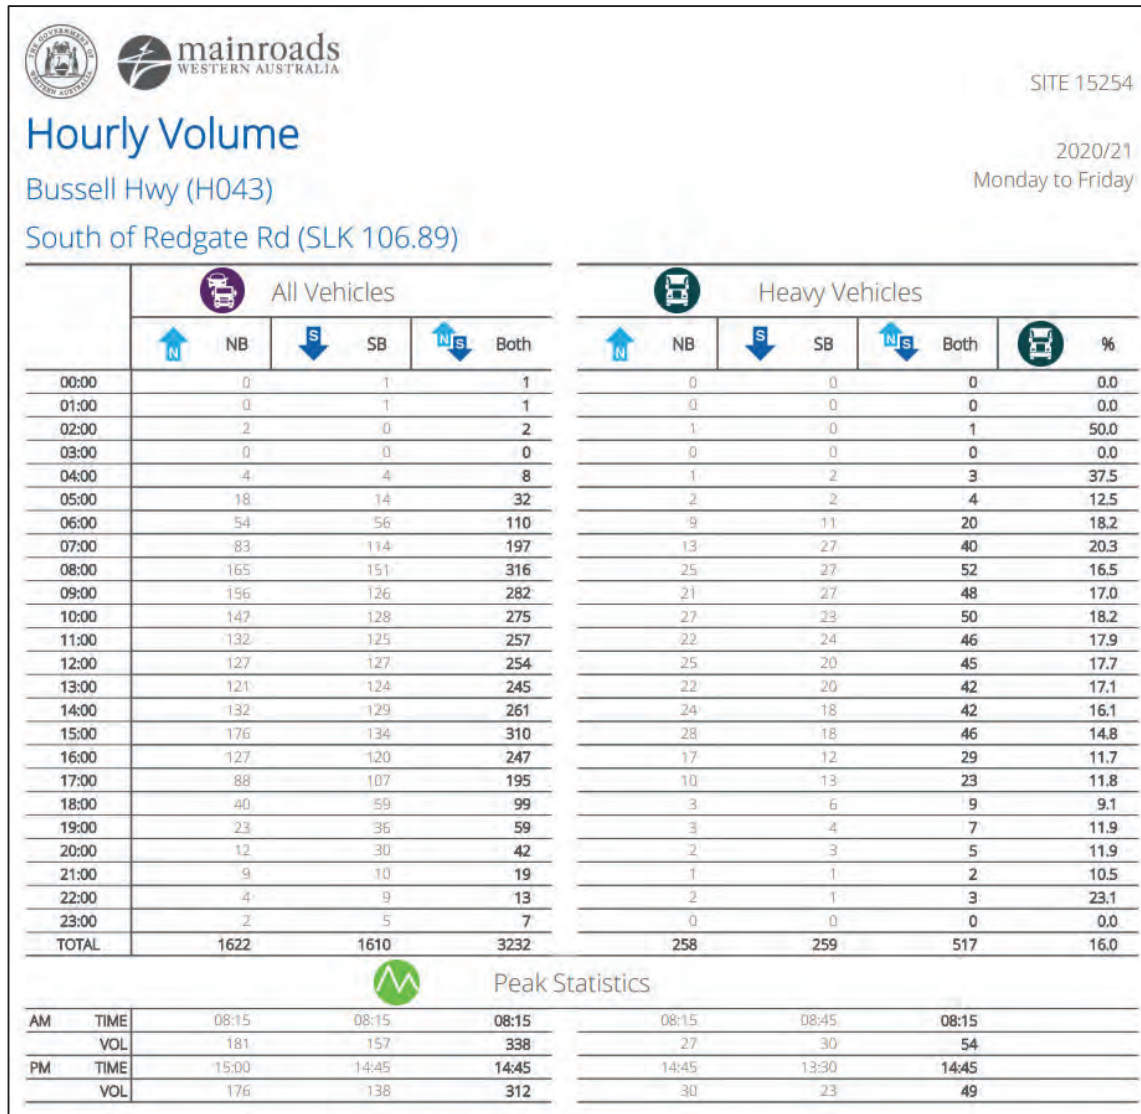 THE GOVERNMENT OF WESTERN AUSTRALIA
mainroads
WESTERN AUSTRALIA
SITE 15254
Hourly Volume
2020/21
Bussell Hwy (H043)
Monday to Friday
South of Redgate Rd (SLK 106.89)
All Vehicles Heavy Vehicles
N NB S SB N S Both N NB S SB N S Both %
00:00 0 1 1 0 0 0 0.0
01:00 0 1 1 0 0 0 0.0
02:00 2 0 2 1 0 1 50.0
03:00 0 0 0 0 0 0 0.0
04:00 4 4 8 1 2 3 37.5
05:00 18 14 32 2 2 4 12.5
06:00 54 56 110 9 11 20 18.2
07:00 83 114 197 13 27 40 20.3
08:00 165 151 316 25 27 52 16.5
09:00 156 126 282 21 27 48 17.0
10:00 147 128 275 27 23 50 18.2
11:00 132 125 257 22 24 46 17.9
12:00 127 127 254 25 20 45 17.7
13:00 121 124 245 22 20 42 17.1
14:00 132 129 261 24 18 42 16.1
15:00 176 134 310 28 18 46 14.8
16:00 127 120 247 17 12 29 11.7
17:00 88 107 195 10 13 23 11.8
18:00 40 59 99 3 6 9 9.1
19:00 23 36 59 3 4 7 11.9
20:00 12 30 42 2 3 5 11.9
21:00 9 10 19 1 1 2 10.5
22:00 4 9 13 2 1 3 23.1
23:00 2 5 7 0 0 0 0.0
TOTAL 1622 1610 3232 258 259 517 16.0
Peak Statistics
AM TIME 08:15 08:15 08:15 08:15 08:45 08:15
VOL 181 157 338 27 30 54
PM TIME 15:00 14:45 14:45 14:45 13:30 14:45
VOL 176 138 312 30 23 49